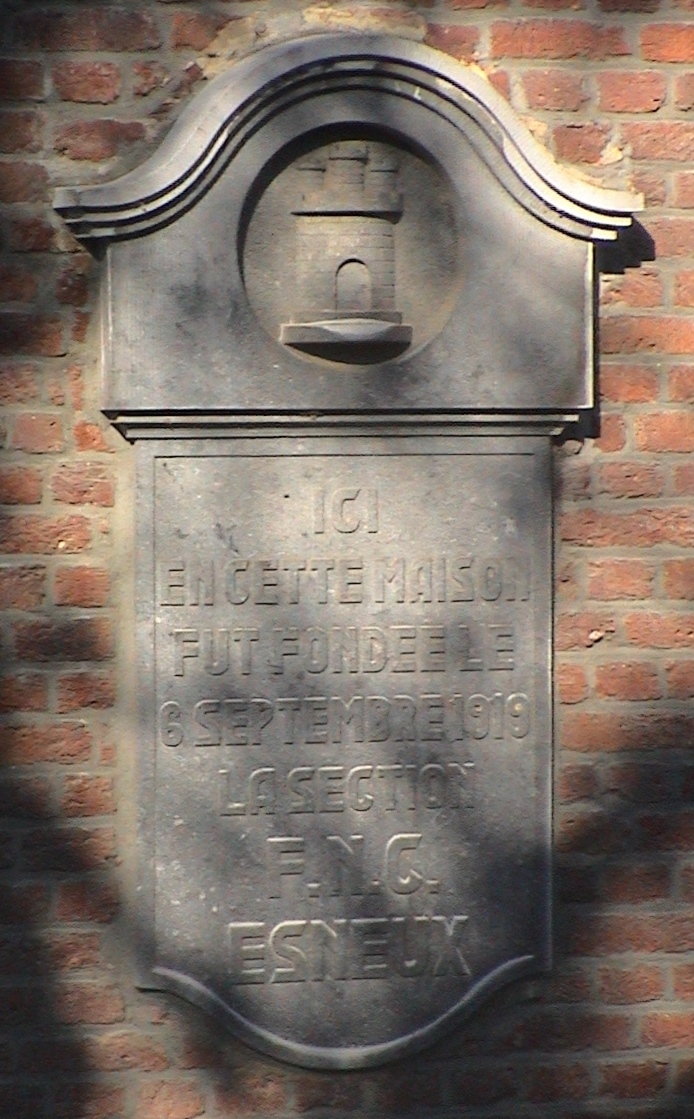 ICI
EN CETTE MAISON
FUT FONDEE LE
6 SEPTEMBRE 1919
LA SECTION
F.N.C.
ESNEUX